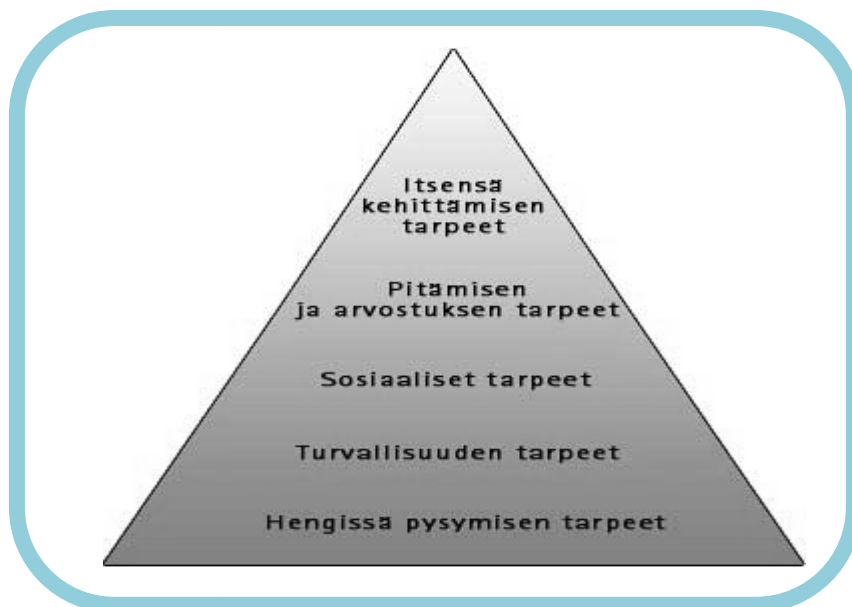 Itsensä
kehittämisen
tarpeet
Pitämisen
ja arvostuksen tarpeet
Sosiaaliset tarpeet
Turvallisuuden tarpeet
Hengissä pysymisen tarpeet